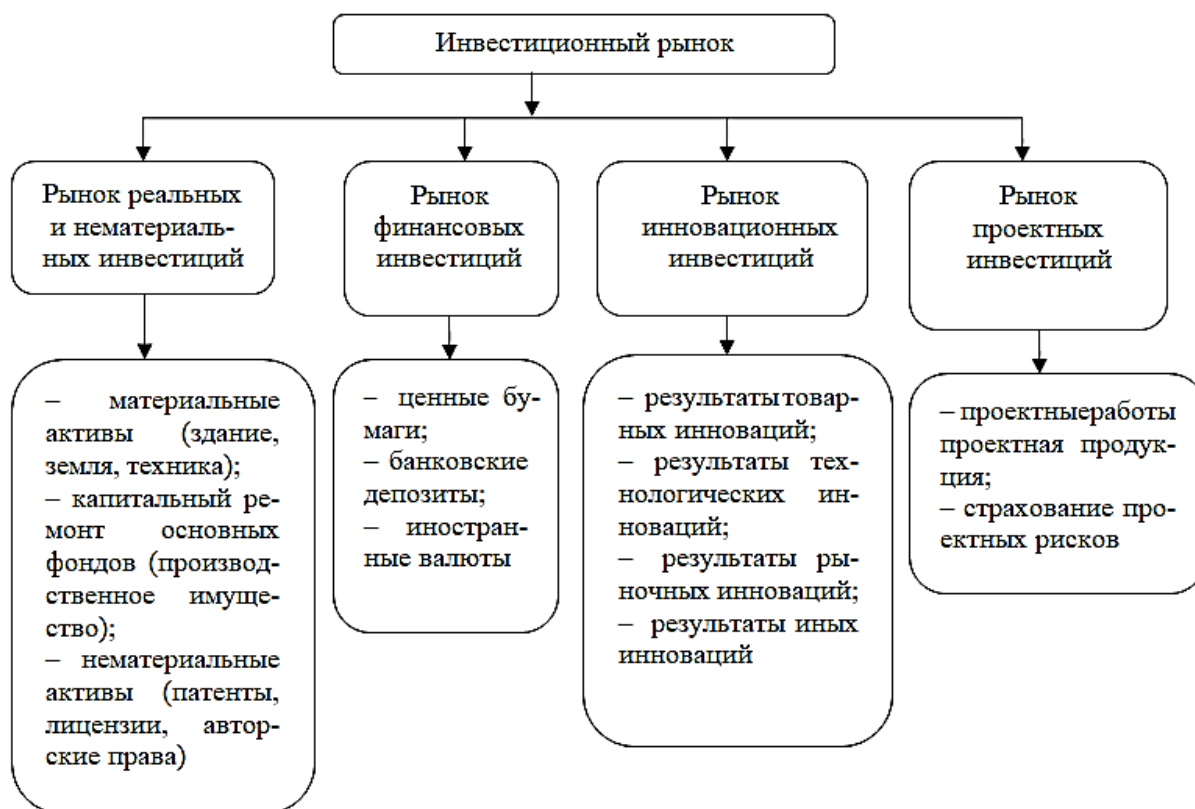 Инвестиционный рынок
Рынок реальных
и нематериаль-
ных инвестиций
Рынок
финансовых
инвестиций
Рынок
инновационных
инвестиций
Рынок
проектных
инвестиций
– материальные
активы (здание,
земля, техника);
– капитальный ре-
монт основных
фондов (производ-
ственное имуще-
ство);
– нематериальные
активы (патенты,
лицензии, автор-
ские права)
– ценные бу-
маги;
– банковские
депозиты;
– иностран-
ные валюты
– результаты товар-
ных инноваций;
– результаты тех-
нологических ин-
новаций;
– результаты ры-
ночных инноваций;
– результаты иных
инноваций
– проектныеработы
проектная продук-
ция;
– страхование про-
ектных рисков